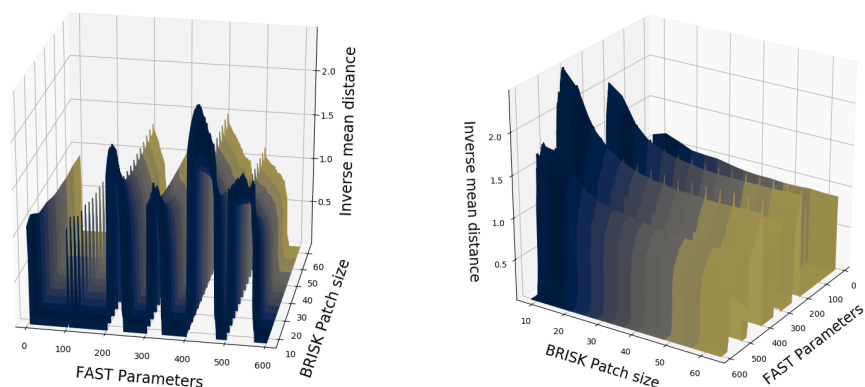 2.0
1.5
1.0
0.5
Inverse mean distance
0 100 200 300 400 500 600
FAST Parameters
10 20 30 40 50 60
BRISK Patch size
2.0
1.5
1.0
0.5
Inverse mean distance
10 20 30 40 50 60
BRISK Patch size
600 500 400 300 200 100 0
FAST Parameters